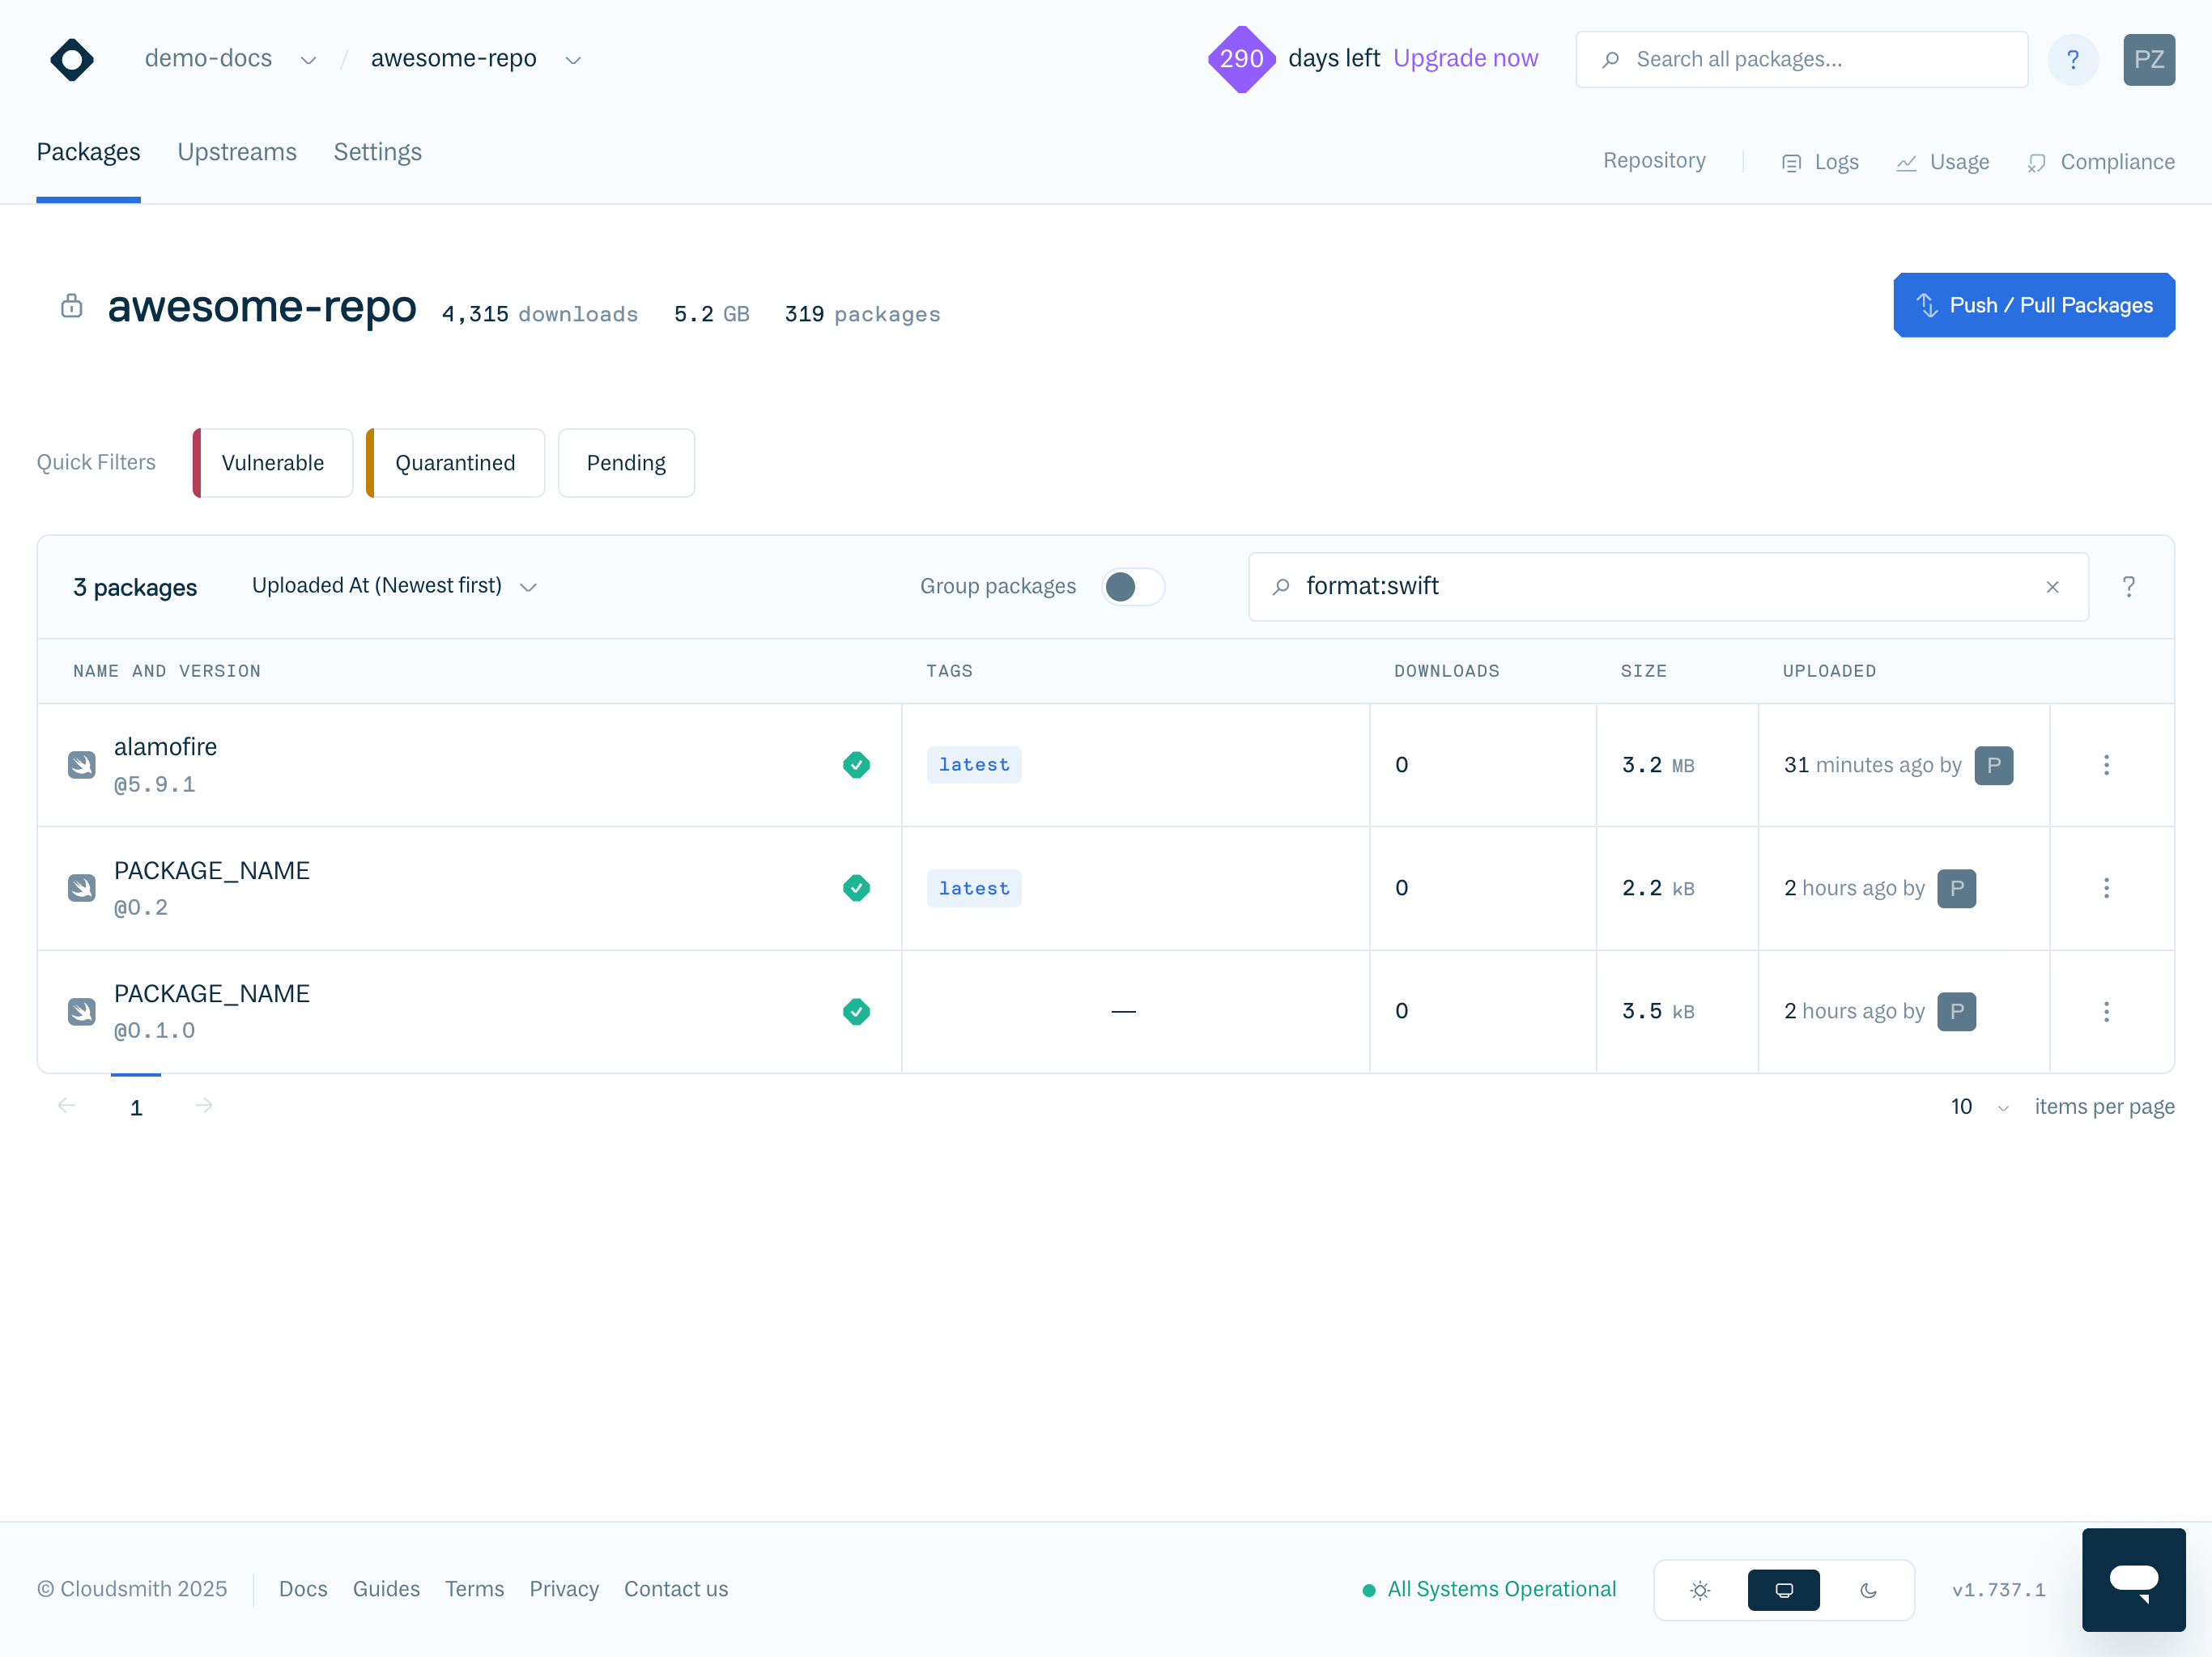 demo-docs / awesome-repo
290 days left Upgrade now
Search all packages...
?
PZ
Packages Upstreams Settings
Repository Logs Usage Compliance
awesome-repo 4,315 downloads 5.2 GB 319 packages
Push / Pull Packages
Quick Filters Vulnerable Quarantined Pending
3 packages Uploaded At (Newest first) Group packages format:swift ?
NAME AND VERSION TAGS DOWNLOADS SIZE UPLOADED
alamofire
@5.9.1
latest 0 3.2 MB 31 minutes ago by P
PACKAGE_NAME
@0.2
latest 0 2.2 kB 2 hours ago by P
PACKAGE_NAME
@0.1.0
— 0 3.5 kB 2 hours ago by P
1
10 items per page
© Cloudsmith 2025 Docs Guides Terms Privacy Contact us
All Systems Operational
v1.737.1